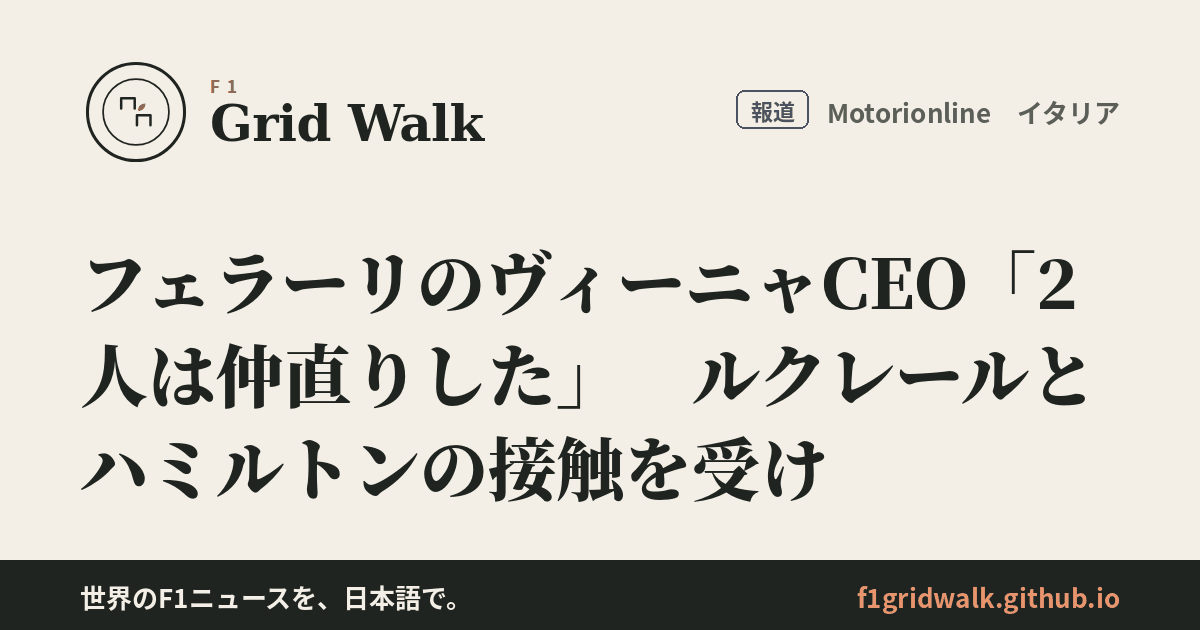 F1
Grid Walk
報道 Motorionline イタリア
フェラーリのヴィーニャCEO「2
人は仲直りした」　ルクレールと
ハミルトンの接触を受け
世界のF1ニュースを、日本語で。
f1gridwalk.github.io